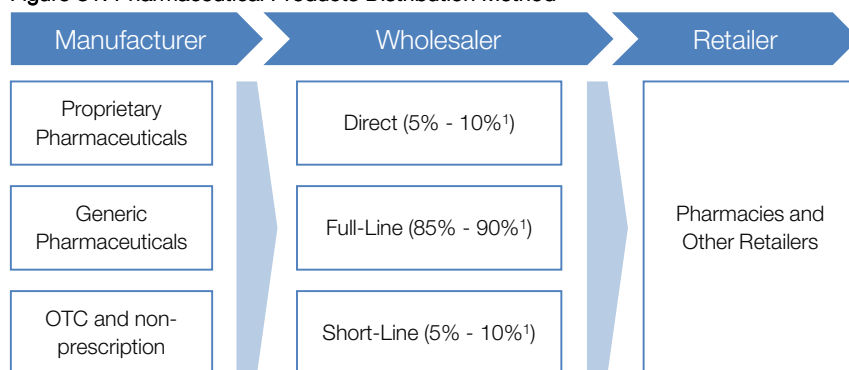 Manufacturer
Wholesaler
Retailer
Proprietary
Pharmaceuticals
Direct (5% - 10%¹)
Generic
Pharmaceuticals
Full-Line (85% - 90%¹)
Pharmacies and
Other Retailers
OTC and non-
prescription
Short-Line (5% - 10%¹)